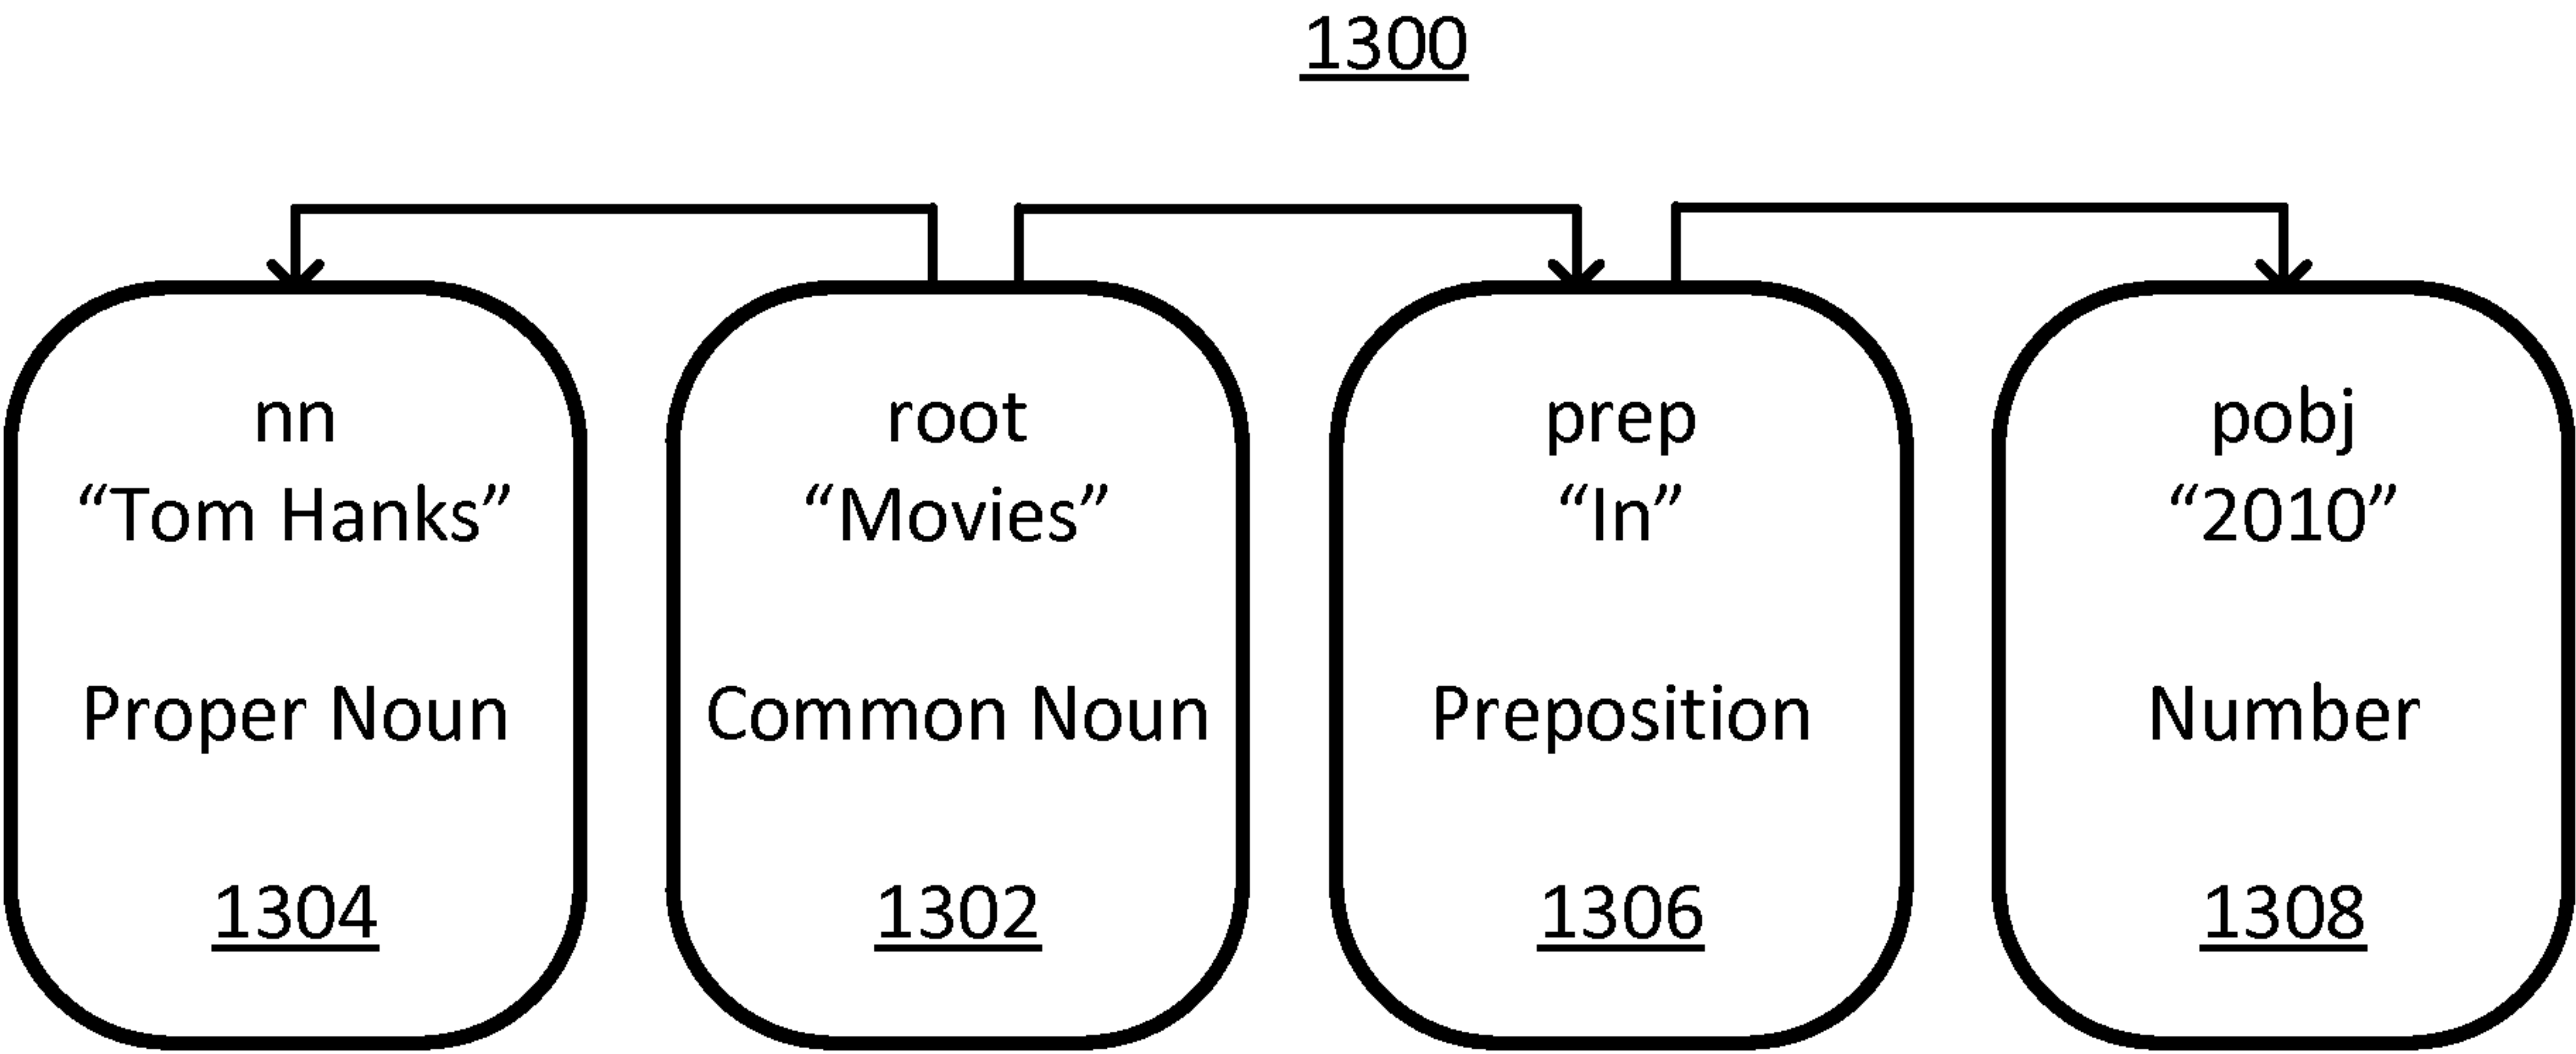 1300
nn
“Tom Hanks”
Proper Noun
1304
root
“Movies”
Common Noun
1302
prep
“In”
Preposition
1306
pobj
“2010”
Number
1308